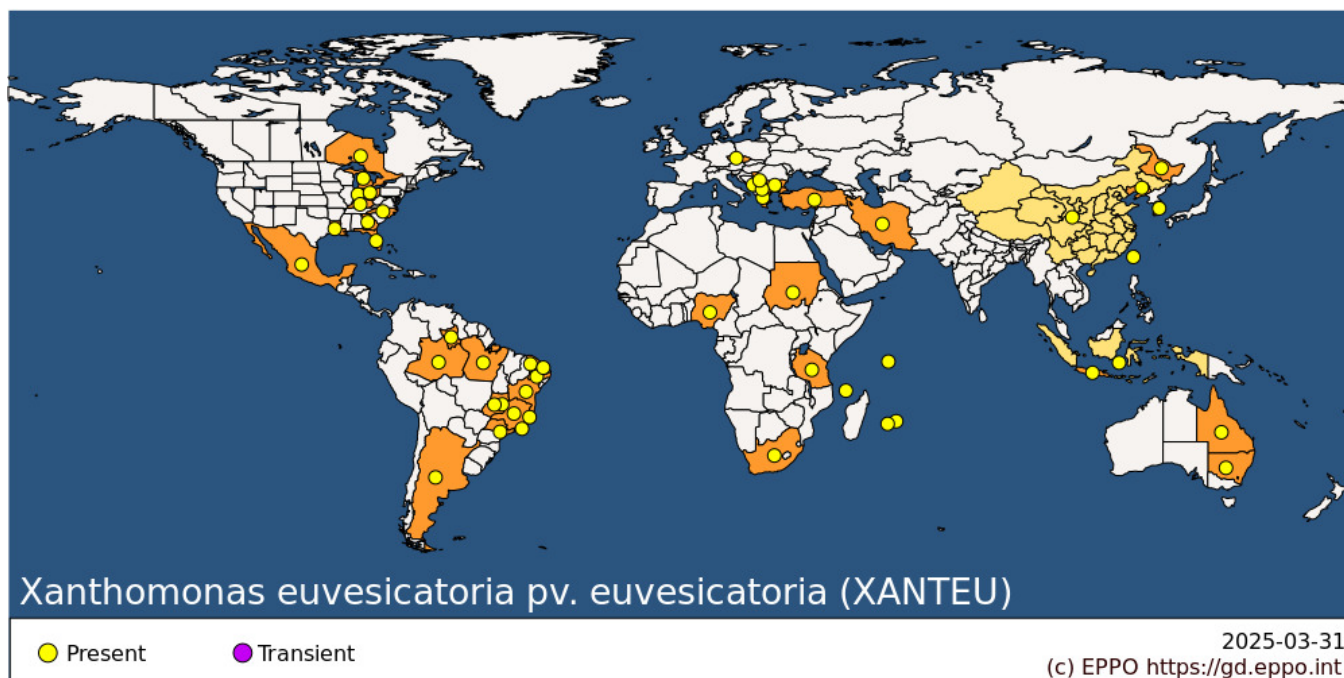 Xanthomonas euvesicatoria pv. euvesicatoria (XANTEU)
Present
Transient
2025-03-31
(c) EPPO https://gd.eppo.int